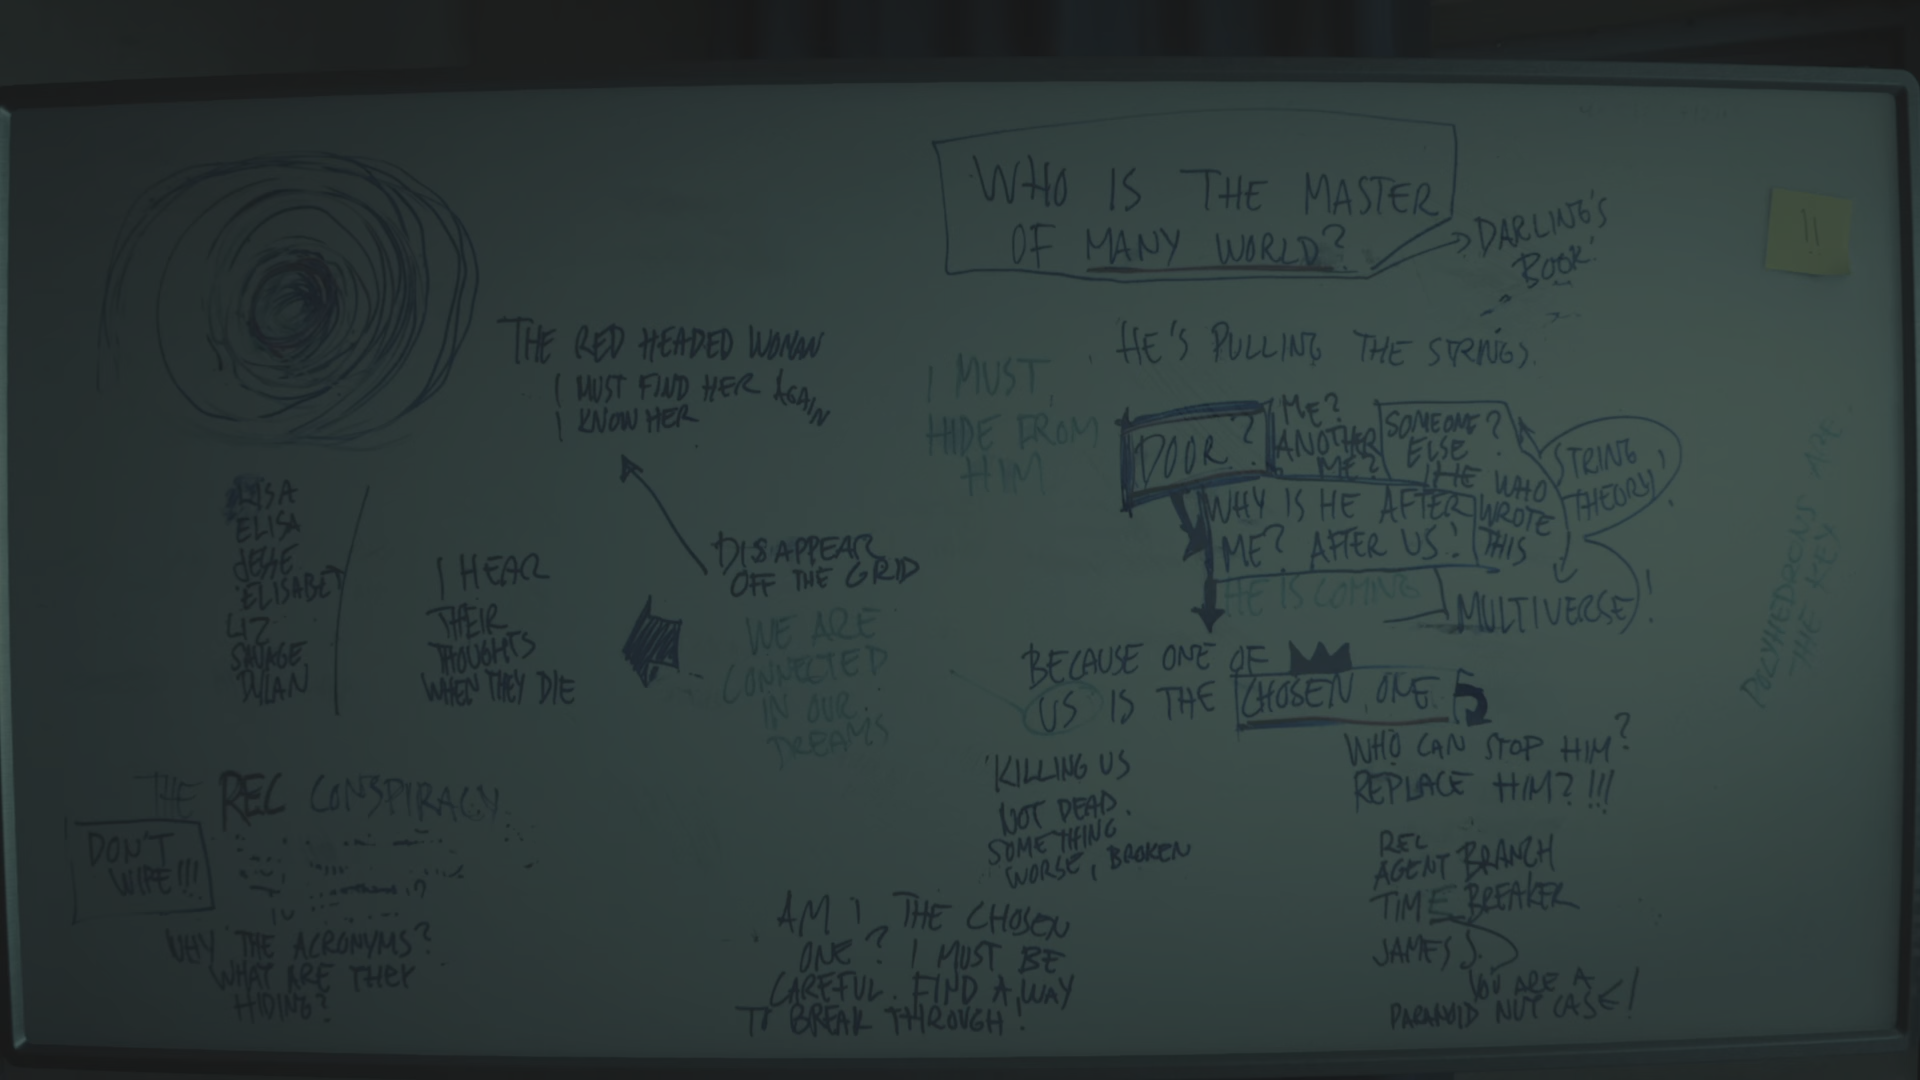 WHO IS THE MASTER
OF MANY WORLD?
DARLING'S
BOOK!
!!
THE RED HEADED WOMAN
I MUST FIND HER AGAIN
I KNOW HER
HE'S PULLING THE STRINGS.
I MUST
HIDE FROM
HIM
DOOR?
ME?
ANOTHER
ME?
SOMEONE?
ELSE
HE WHO
WROTE
THIS
STRING
THEORY!
WHY IS HE AFTER
ME? AFTER US!
HE IS COMING
MULTIVERSE!
POLYHEDRONS ARE
THE KEY
LISA
ELISA
JESSE
ELISABET
LIZ
SAVAGE
DYLAN
I HEAR
THEIR
THOUGHTS
WHEN THEY DIE
DISAPPEAR
OFF THE GRID
WE ARE
CONNECTED
IN OUR
DREAMS
BECAUSE ONE OF
US IS THE CHOSEN ONE
KILLING US
NOT DEAD.
SOMETHING
WORSE, BROKEN
WHO CAN STOP HIM?
REPLACE HIM? !!!
THE REC CONSPIRACY
DON'T
WIPE!!!
WHY THE ACRONYMS?
WHAT ARE THEY
HIDING?
AM I THE CHOSEN
ONE? I MUST BE
CAREFUL. FIND A WAY
TO BREAK THROUGH!
REC
AGENT BRANCH
TIME BREAKER
JAMES S.
YOU ARE A
PARANOID NUT CASE!